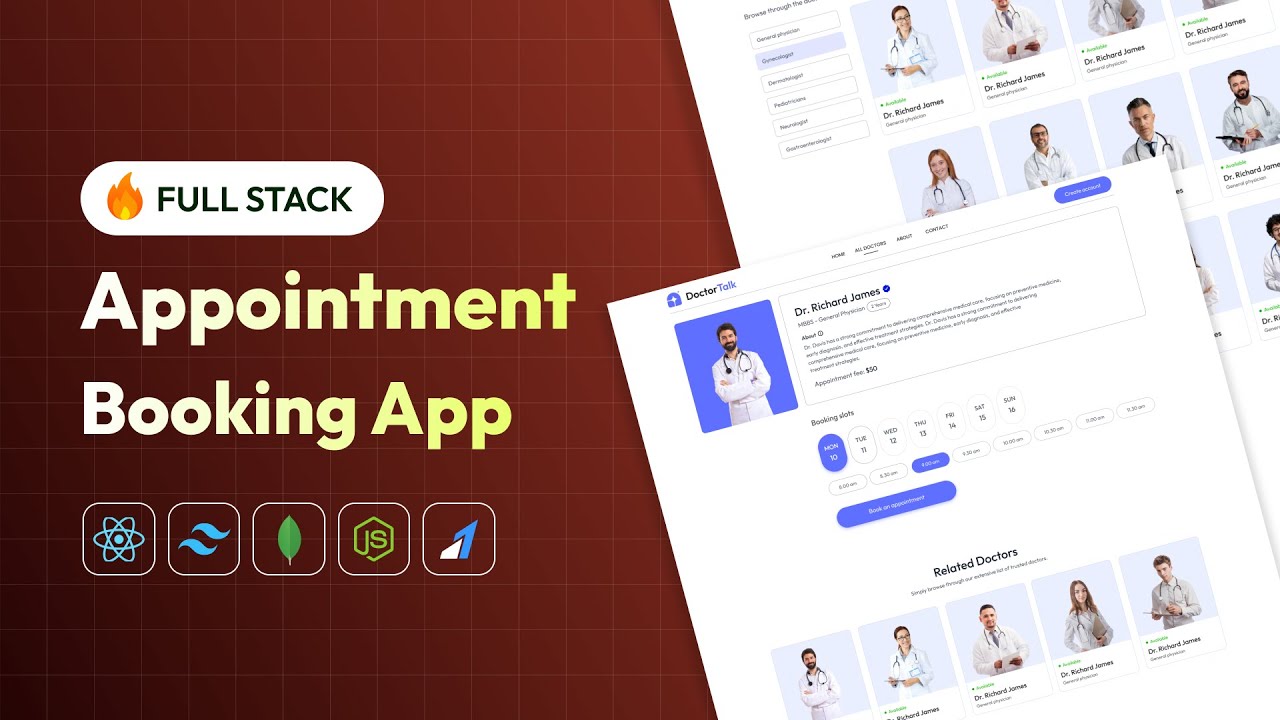 FULL STACK
Appointment
Booking App
JS
Browse through the
General physician
Gynecologist
Dermatologist
Pediatricians
Neurologist
Gastroenterologist
Available
Dr. Richard James
General physician
Available
Dr. Richard James
General physician
Available
Dr. Richard James
General physician
Available
Dr. Richard James
General physician
Available
Dr. Richard James
General physician
Create account
HOME
ALL DOCTORS
ABOUT
CONTACT
DoctorTalk
Dr. Richard James
MBBS - General Physician
2 Years
About
Dr. Davis has a strong commitment to delivering comprehensive medical care, focusing on preventive medicine,
early diagnosis, and effective treatment strategies. Dr. Davis has a strong commitment to delivering
comprehensive medical care, focusing on preventive medicine, early diagnosis, and effective
treatment strategies.
Appointment fee: $50
Booking slots
MON
10
TUE
11
WED
12
THU
13
FRI
14
SAT
15
SUN
16
8.00 am
8.30 am
9.00 am
9.30 am
10.00 am
10.30 am
11.00 am
11.30 am
Book an appointment
Related Doctors
Simply browse through our extensive list of trusted doctors.
Available
Available
Dr. Richard James
Available
Dr. Richard James
General physician
Available
Dr. Richard James
General physician
Available
Dr. Richard James
General physician